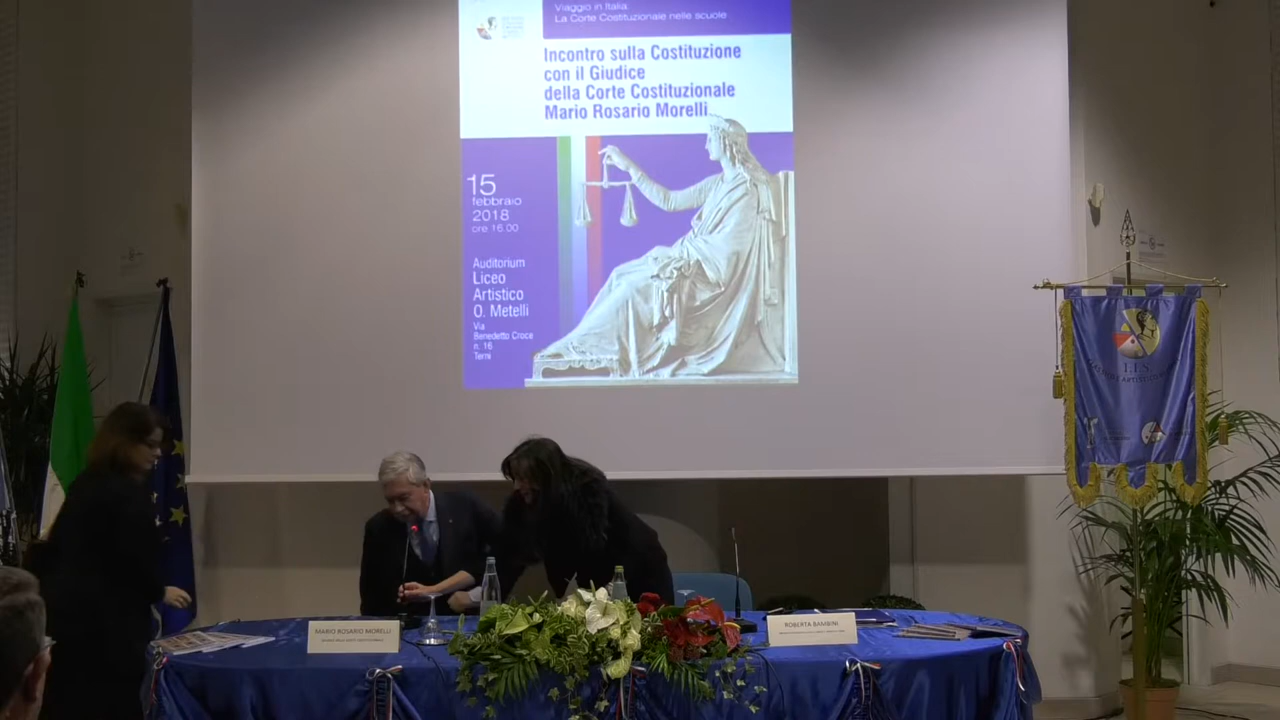 Viaggio in Italia
La Corte Costituzionale nelle scuole
Incontro sulla Costituzione
con il Giudice
della Corte Costituzionale
Mario Rosario Morelli
15
febbraio
2018
ore 16.00
Auditorium
Liceo
Artistico
O. Metelli
Via
Benedetto Croce
n. 16
Terni
I.I.S.
MARIO ROSARIO MORELLI
ROBERTA BAMBINI